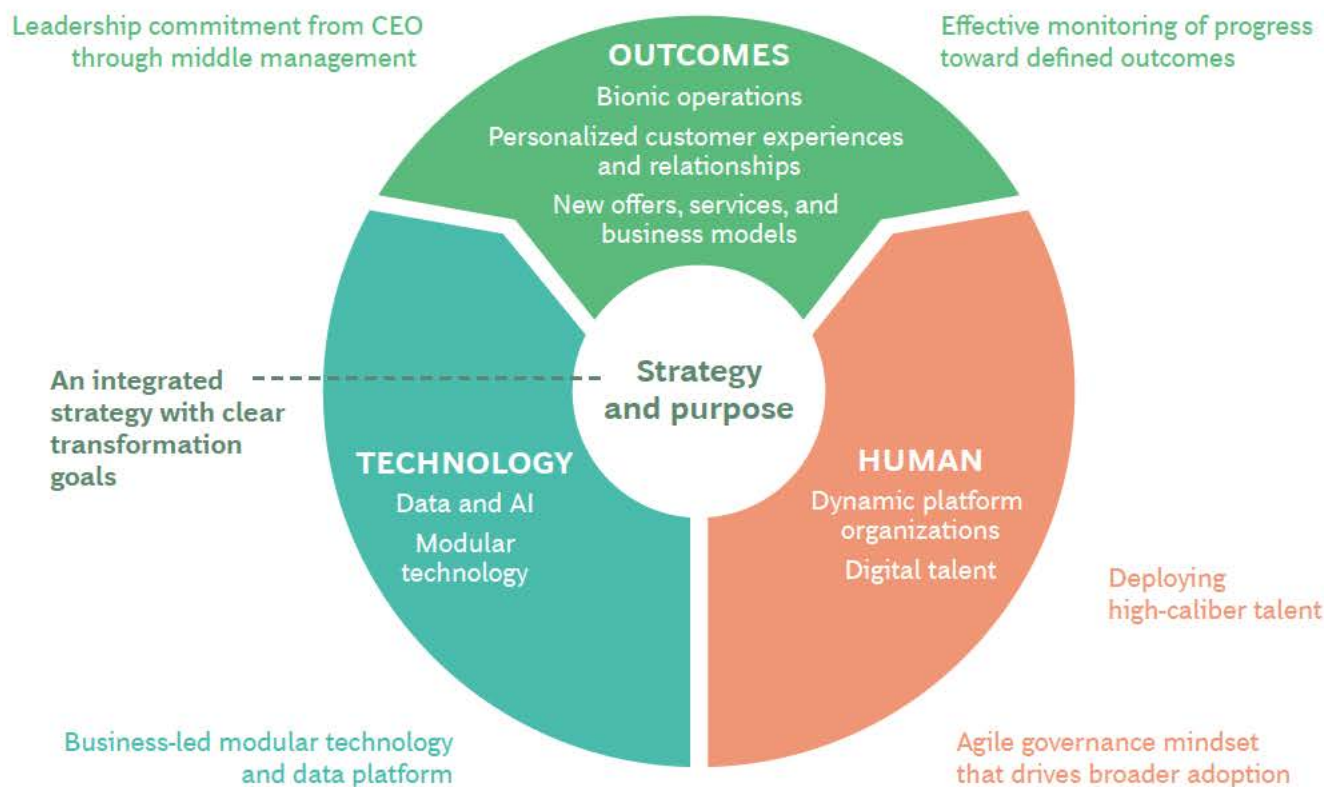 Leadership commitment from CEO
through middle management
Effective monitoring of progress
toward defined outcomes
OUTCOMES
Bionic operations
Personalized customer experiences
and relationships
New offers, services, and
business models
An integrated
strategy with clear
transformation
goals
Strategy
and purpose
TECHNOLOGY
Data and AI
Modular
technology
HUMAN
Dynamic platform
organizations
Digital talent
Deploying
high-caliber talent
Business-led modular technology
and data platform
Agile governance mindset
that drives broader adoption